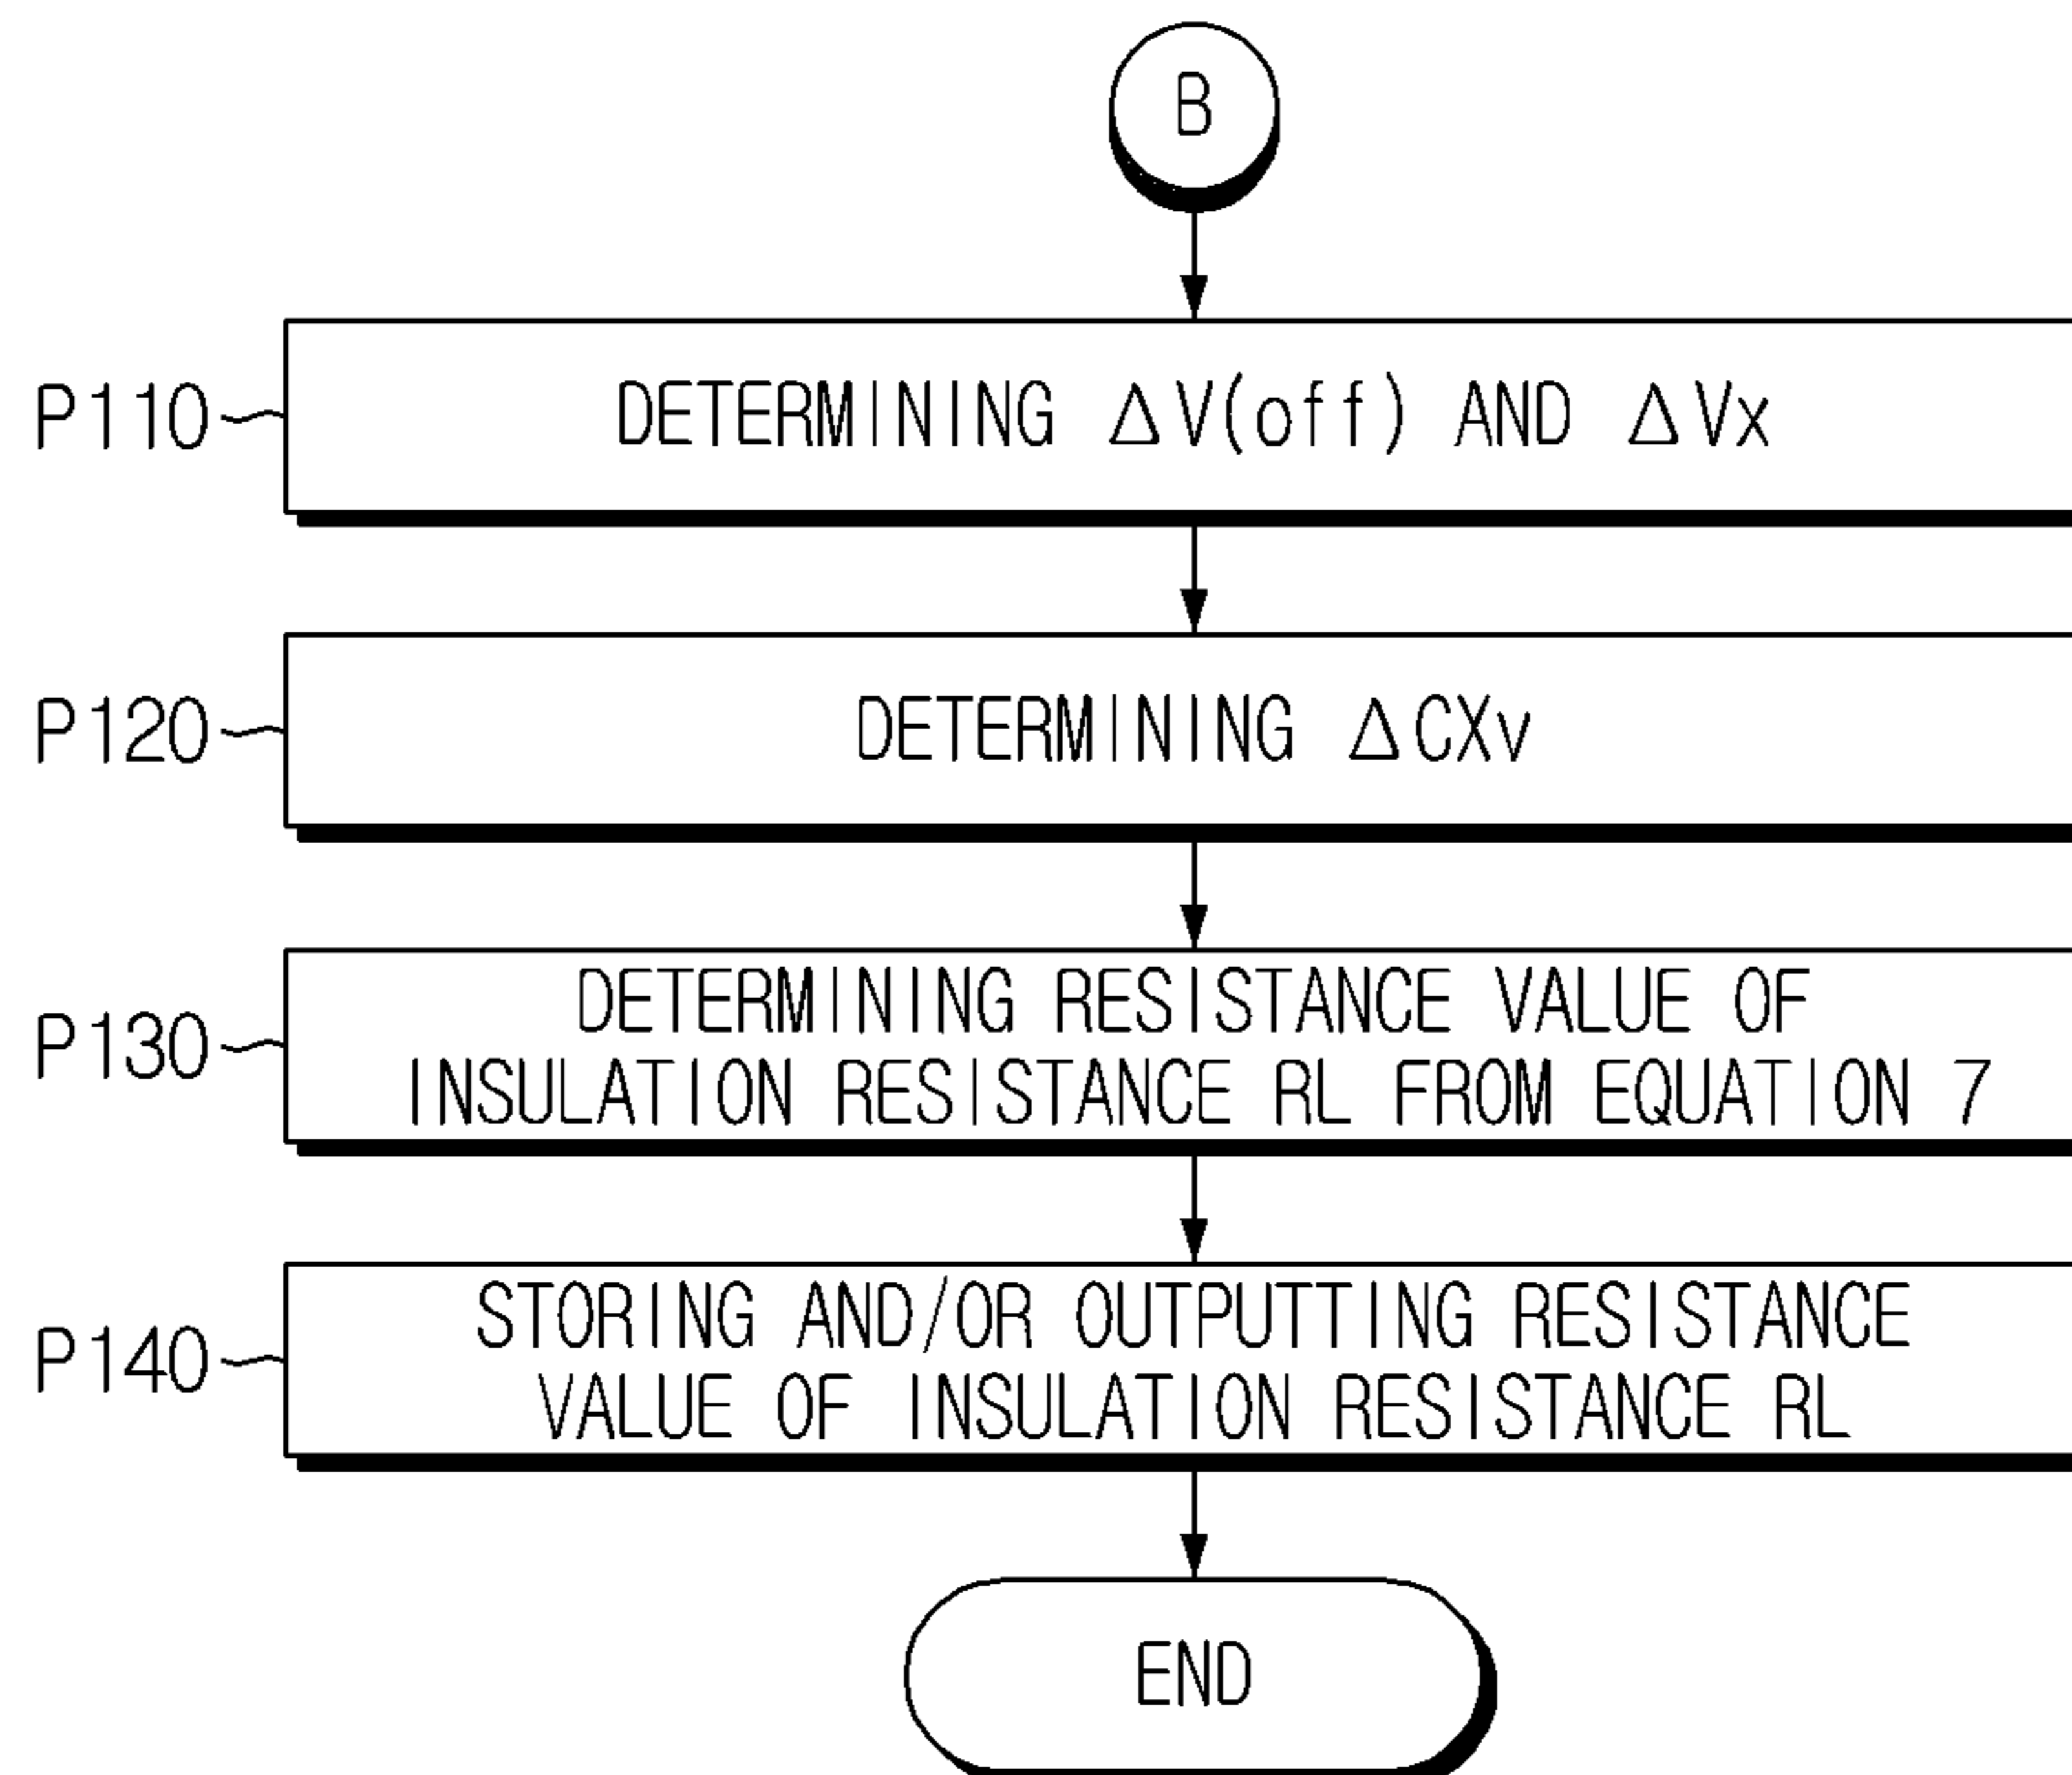 B
P110
DETERMINING ΔV(off) AND ΔVx
P120
DETERMINING ΔCXv
P130
DETERMINING RESISTANCE VALUE OF
INSULATION RESISTANCE RL FROM EQUATION 7
P140
STORING AND/OR OUTPUTTING RESISTANCE
VALUE OF INSULATION RESISTANCE RL
END